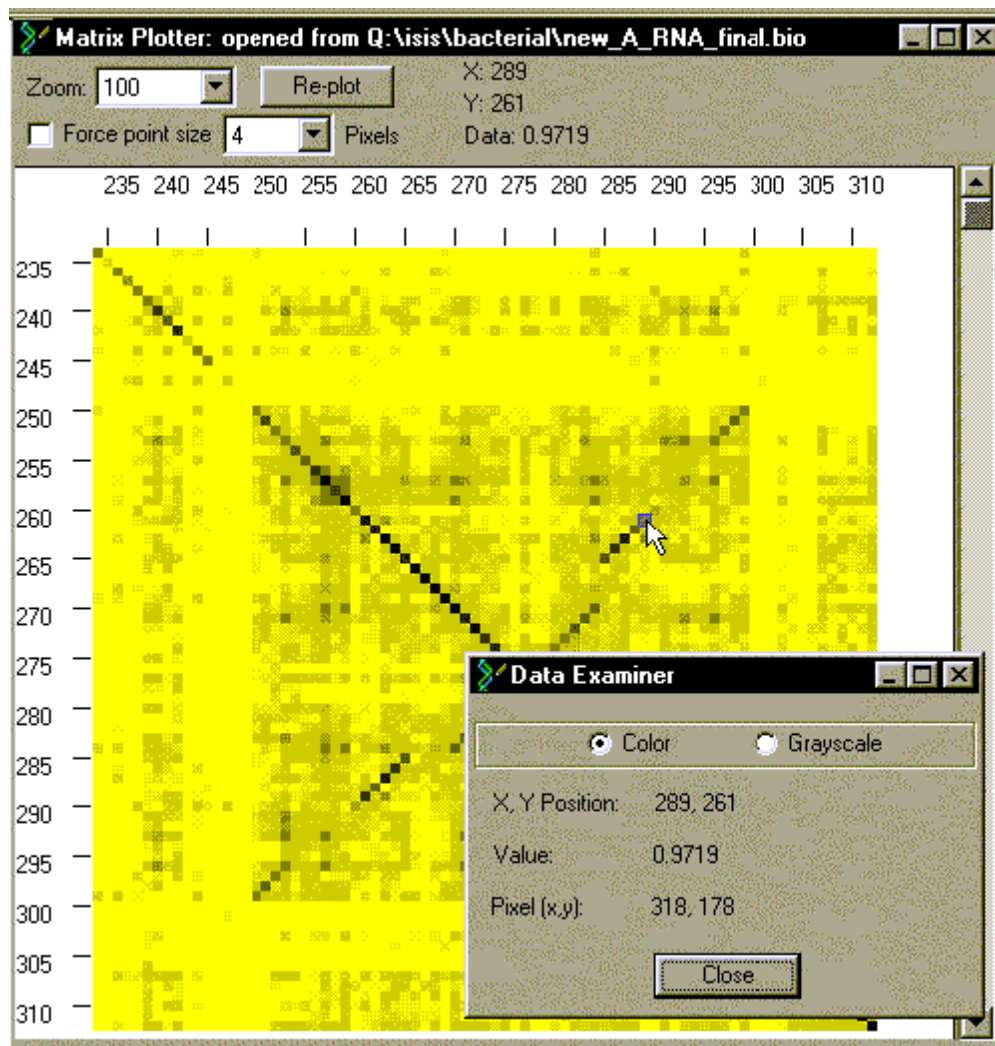 Matrix Plotter: opened from Q:\isis\bacterial\new_A_RNA_final.bio
Zoom: 100 Re-plot X: 289
Y: 261
Force point size 4 Pixels Data: 0.9719
235 240 245 250 255 260 265 270 275 280 285 290 295 300 305 310
235
240
245
250
255
260
265
270
275
280
285
290
295
300
305
310
Data Examiner
Color Grayscale
X, Y Position: 289, 261
Value: 0.9719
Pixel (x,y): 318, 178
Close